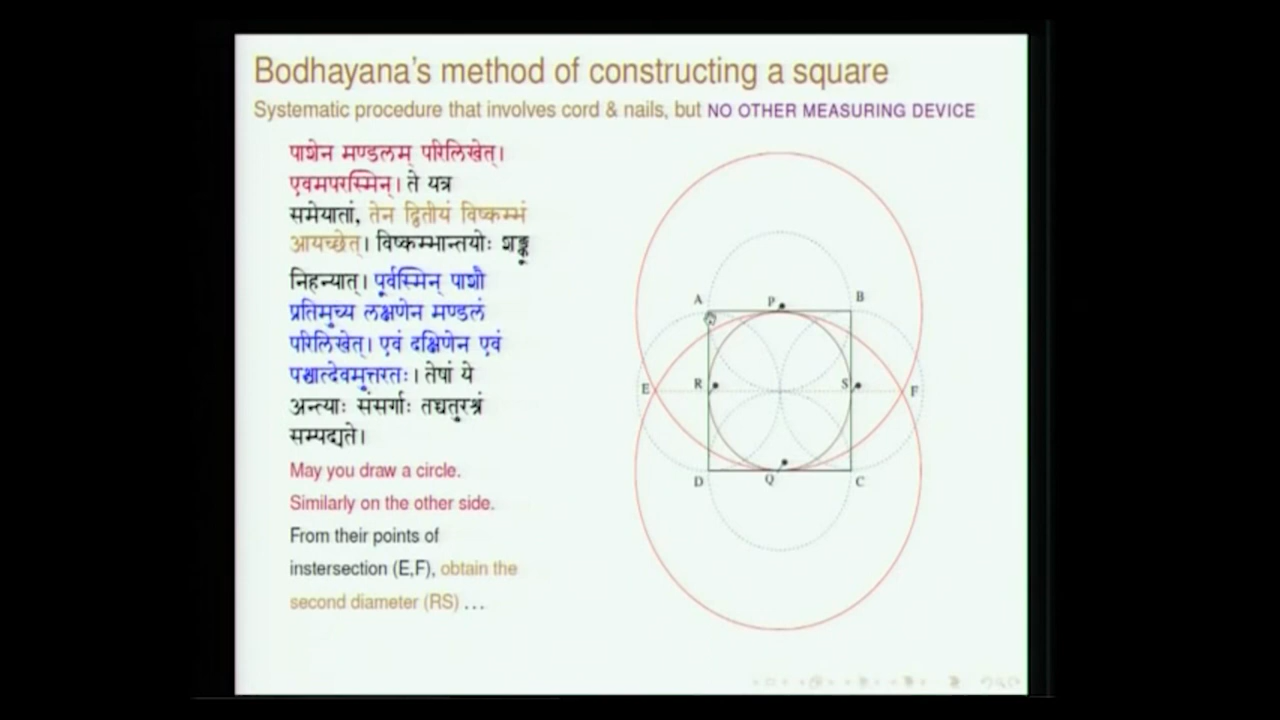 Bodhayana's method of constructing a square
Systematic procedure that involves cord & nails, but NO OTHER MEASURING DEVICE
पाशेन मण्डलम् परिलिखेत्।
एवमपरस्मिन्। ते यत्र
समेयातां, तेन द्वितीयं विष्कम्भं
आयच्छेत्। विष्कम्भान्तयोः शङ्कू
निहन्यात्। पूर्वस्मिन् पाशौ
प्रतिमुच्य लक्षणेन मण्डलं
परिलिखेत्। एवं दक्षिणेन एवं
पश्चात्देवमुत्तरतः। तेषां ये
अन्त्याः संसर्गाः तच्चतुरश्रं
सम्पद्यते।
May you draw a circle.
Similarly on the other side.
From their points of
instersection (E,F), obtain the
second diameter (RS) ...
A P B
E R S F
D Q C